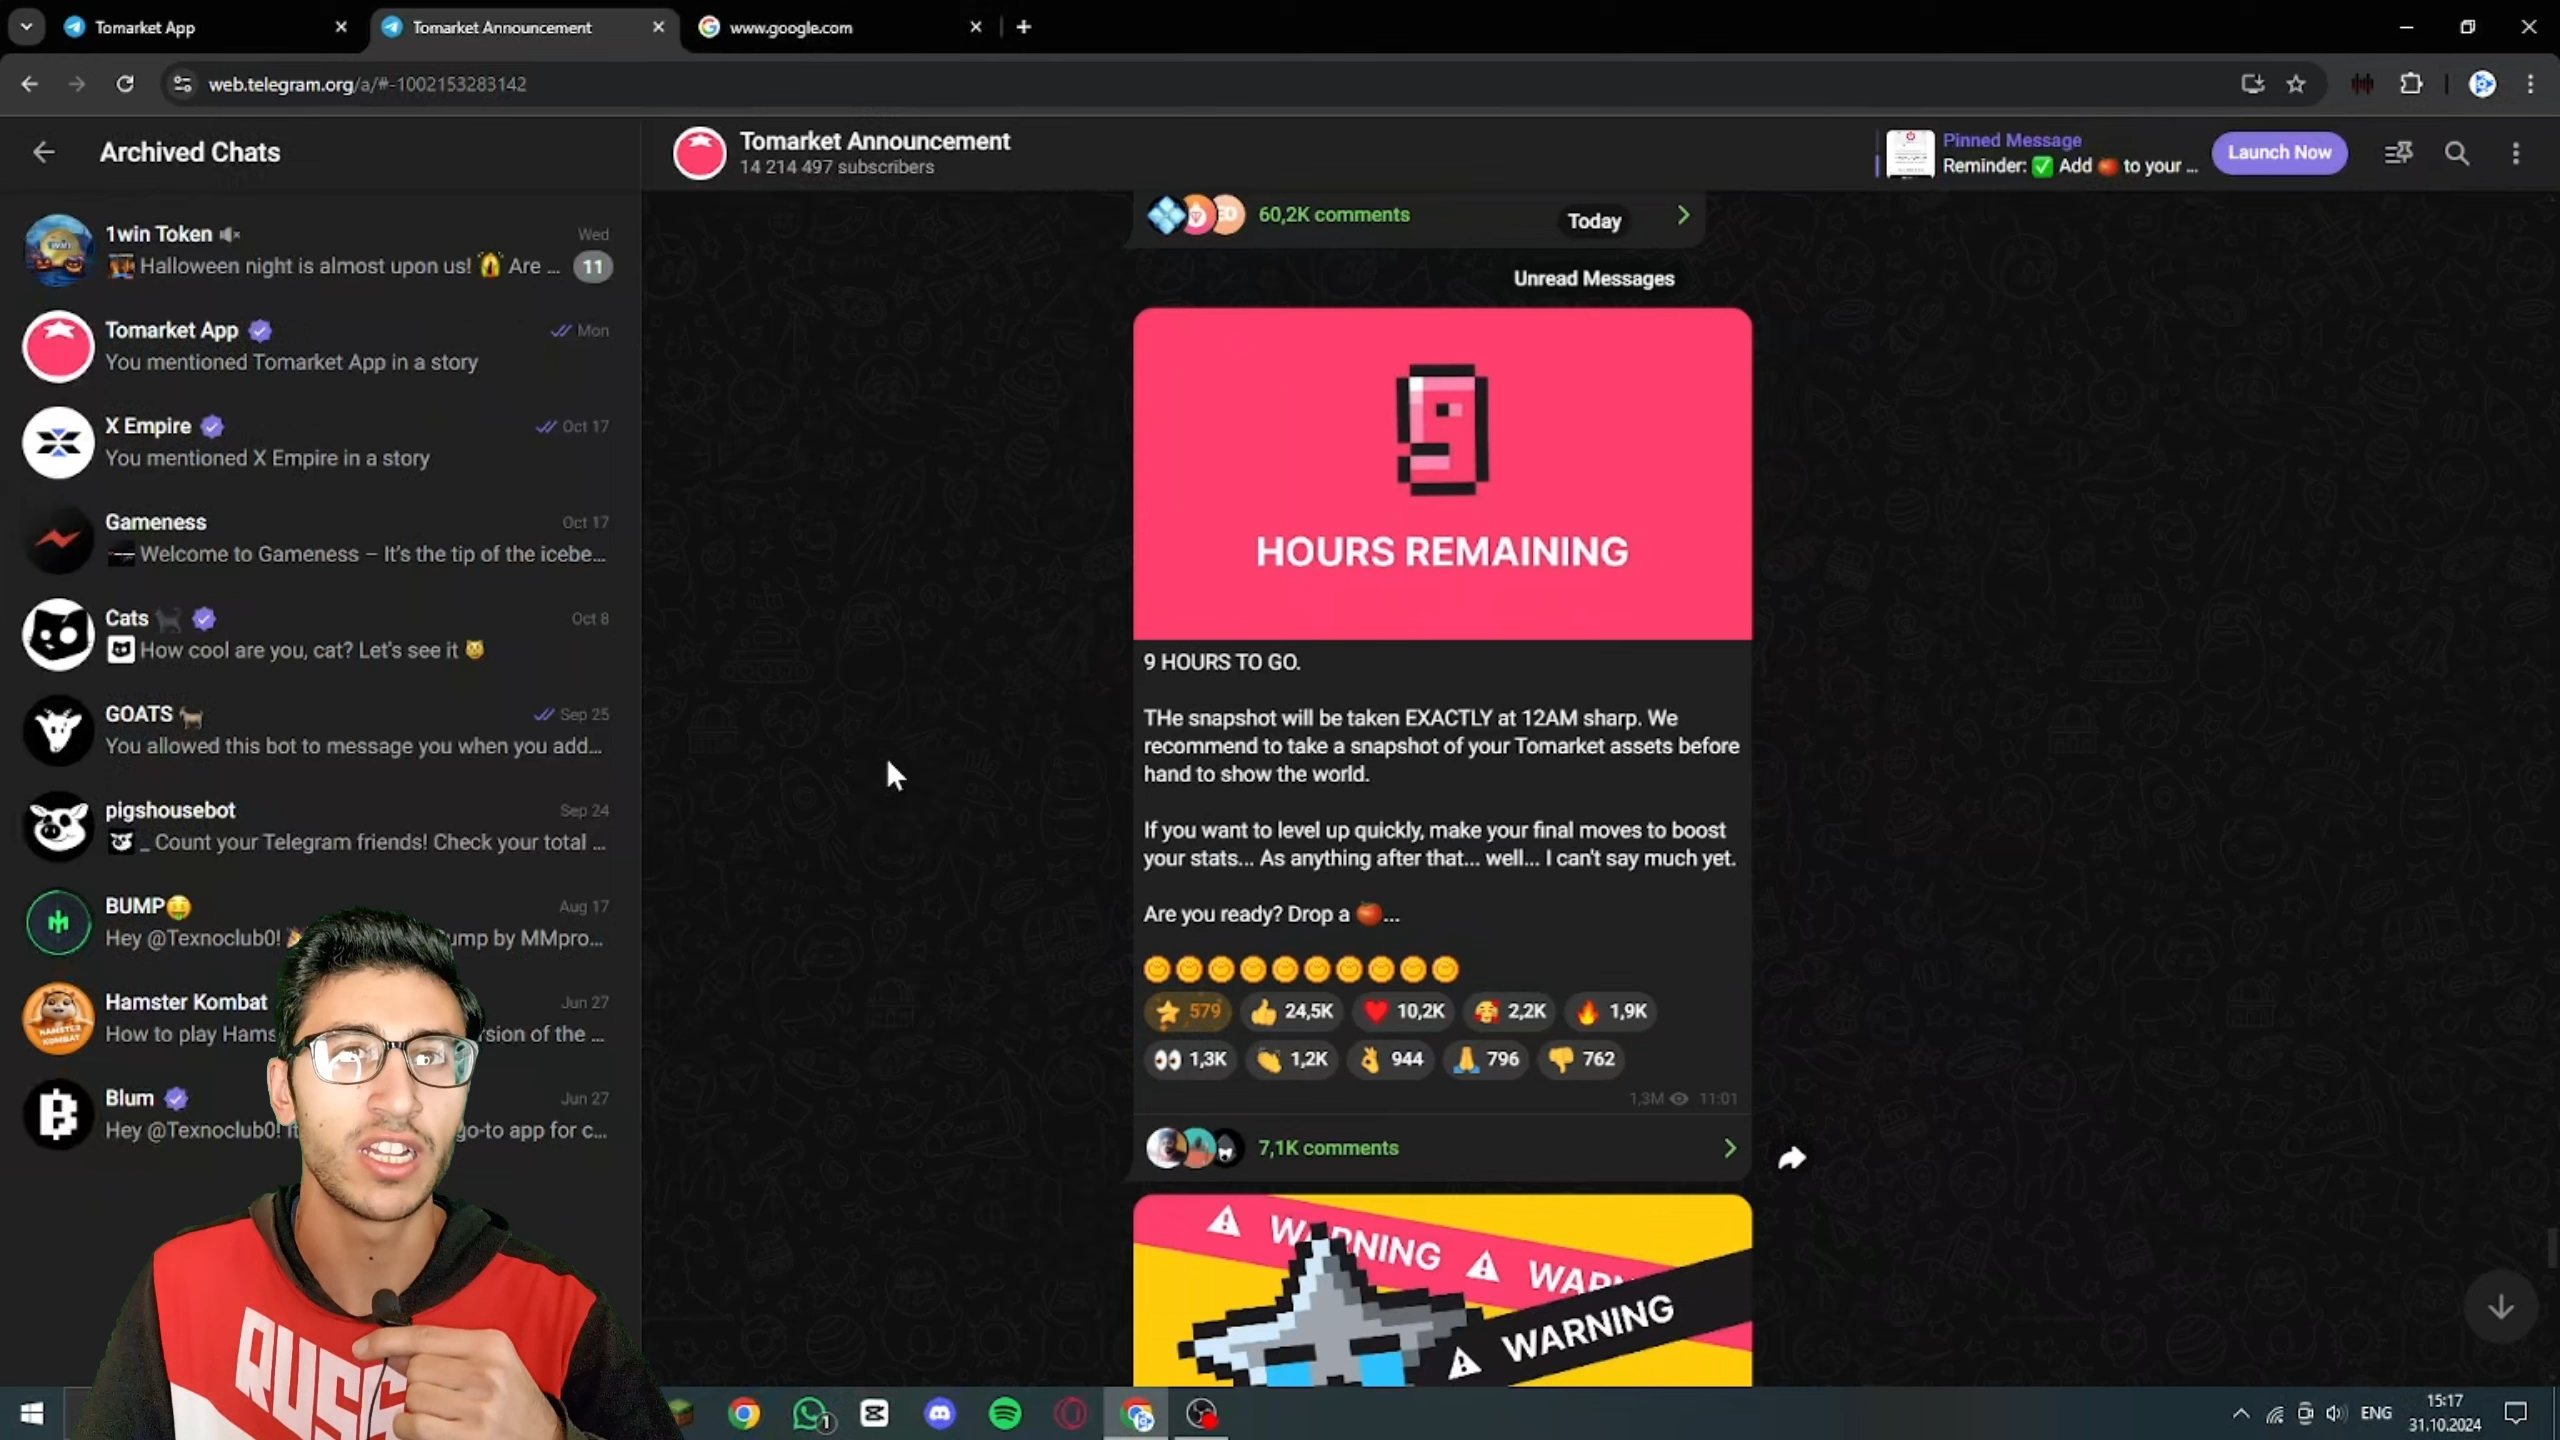 Tomarket App
Tomarket Announcement
www.google.com
web.telegram.org/a/#-1002153283142
Archived Chats
1win Token
Wed
Halloween night is almost upon us! 🎃 Are ...
11
Tomarket App
Mon
You mentioned Tomarket App in a story
X Empire
Oct 17
You mentioned X Empire in a story
Gameness
Oct 17
Welcome to Gameness – It's the tip of the icebe...
Cats 🐈‍⬛
Oct 8
How cool are you, cat? Let's see it 😼
GOATS 🐐
Sep 25
You allowed this bot to message you when you add...
pigshousebot
Sep 24
_ Count your Telegram friends! Check your total ...
BUMP🤑
Aug 17
Hey @Texnoclub0! 🎉 ump by MMpro...
Hamster Kombat
Jun 27
How to play Hams sion of the ...
Blum
Jun 27
Hey @Texnoclub0! go-to app for c...
Tomarket Announcement
14 214 497 subscribers
Pinned Message
Reminder: ✅ Add 🍅 to your ...
Launch Now
60,2K comments
Today
Unread Messages
9
HOURS REMAINING
9 HOURS TO GO.
THe snapshot will be taken EXACTLY at 12AM sharp. We
recommend to take a snapshot of your Tomarket assets before
hand to show the world.
If you want to level up quickly, make your final moves to boost
your stats... As anything after that... well... I can't say much yet.
Are you ready? Drop a 🍅...
579 24,5K 10,2K 2,2K 1,9K
1,3K 1,2K 944 796 762
1,3M 11:01
7,1K comments
WARNING
WARN
WARNING
RUSS
1
ENG
15:17
31.10.2024